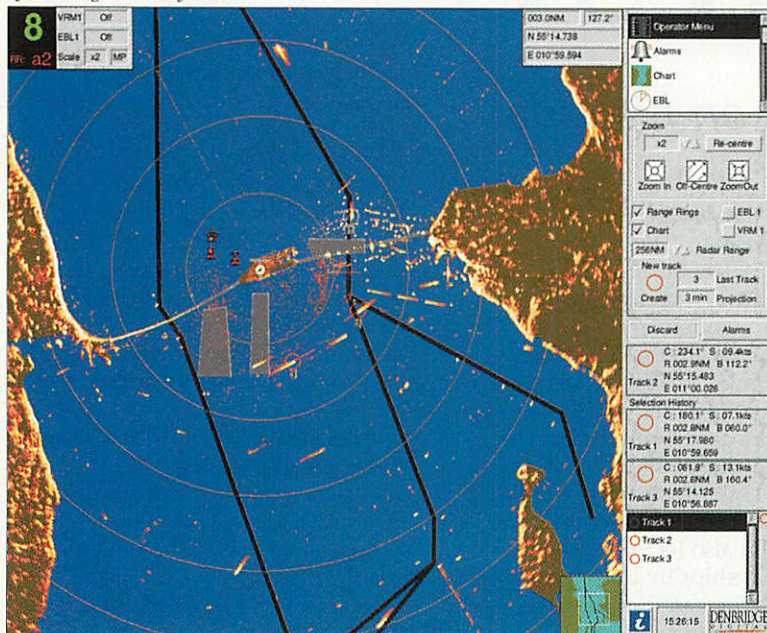 8
a2
VRM1 Off
EBL1 Off
Scale x2 MP
003.0NM 127.2°
N 55°14.738
E 010°59.594
Operator Menu
Alarms
Chart
EBL
Zoom
x2 Re-centre
Zoom In Off-Centre Zoom Out
Range Rings EBL 1
Chart VRM 1
256NM Radar Range
New track
3 Last Track
Create 3 min Projection
Discard Alarms
C : 234.1° S : 09.4kts
R 002.9NM B 112.2°
N 55°15.483
Track 2 E 011°00.026
Selection History
C : 180.1° S : 07.1kts
R 002.8NM B 060.0°
N 55°17.980
Track 1 E 010°59.659
C : 061.8° S : 13.1kts
R 002.8NM B 160.4°
N 55°14.125
Track 3 E 010°56.887
Track 1
Track 2
Track 3
i 15:26:15 DENBRIDGE
DIGITAL